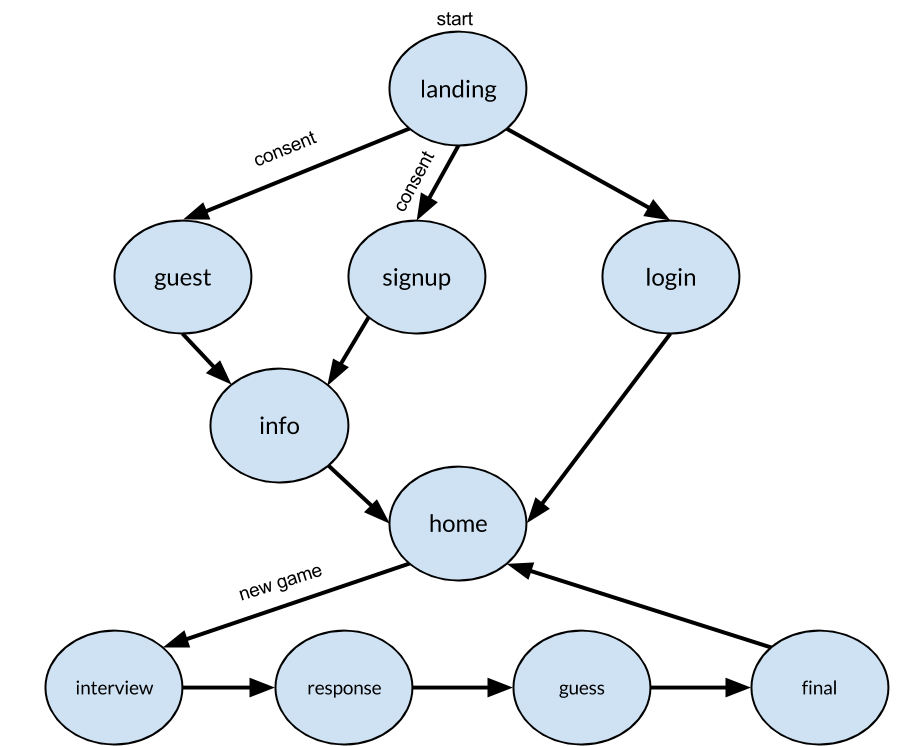 start
landing
consent
consent
guest
signup
login
info
home
new game
interview
response
guess
final